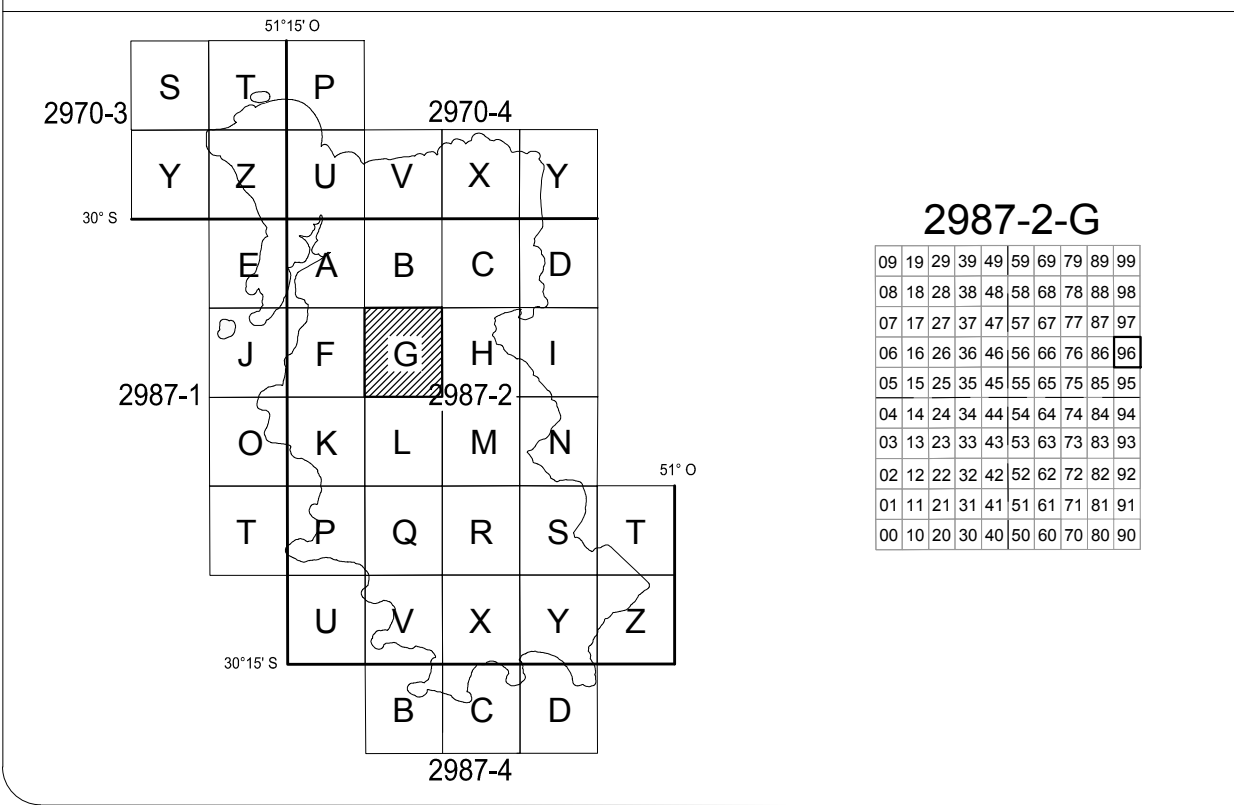 51°15' O
S T P
2970-3 2970-4
Y Z U V X Y
30° S
E A B C D
J F G H I
2987-1 2987-2
O K L M N
51° O
T P Q R S T
U V X Y Z
30°15' S
B C D
2987-4
2987-2-G
09 19 29 39 49 59 69 79 89 99
08 18 28 38 48 58 68 78 88 98
07 17 27 37 47 57 67 77 87 97
06 16 26 36 46 56 66 76 86 96
05 15 25 35 45 55 65 75 85 95
04 14 24 34 44 54 64 74 84 94
03 13 23 33 43 53 63 73 83 93
02 12 22 32 42 52 62 72 82 92
01 11 21 31 41 51 61 71 81 91
00 10 20 30 40 50 60 70 80 90